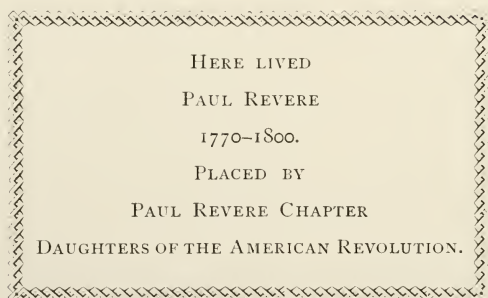 HERE LIVED
PAUL REVERE
1770–1800.
PLACED BY
PAUL REVERE CHAPTER
DAUGHTERS OF THE AMERICAN REVOLUTION.